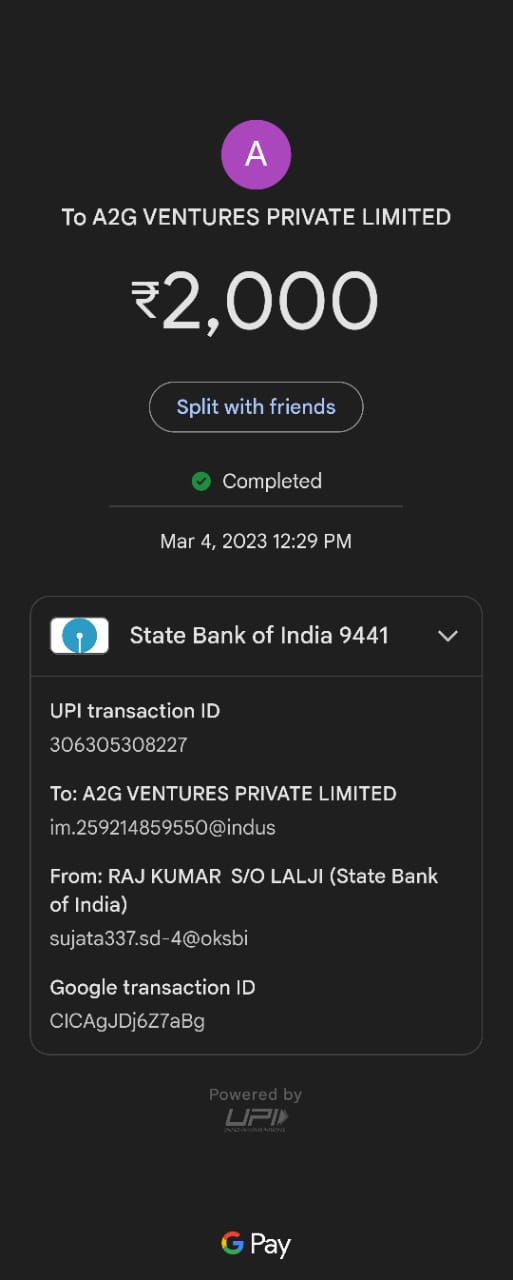 A
To A2G VENTURES PRIVATE LIMITED
₹2,000
Split with friends
Completed
Mar 4, 2023 12:29 PM
State Bank of India 9441
UPI transaction ID
306305308227
To: A2G VENTURES PRIVATE LIMITED
im.259214859550@indus
From: RAJ KUMAR S/O LALJI (State Bank
of India)
sujata337.sd-4@oksbi
Google transaction ID
CICAgJDj6Z7aBg
Powered by
UPI
G Pay